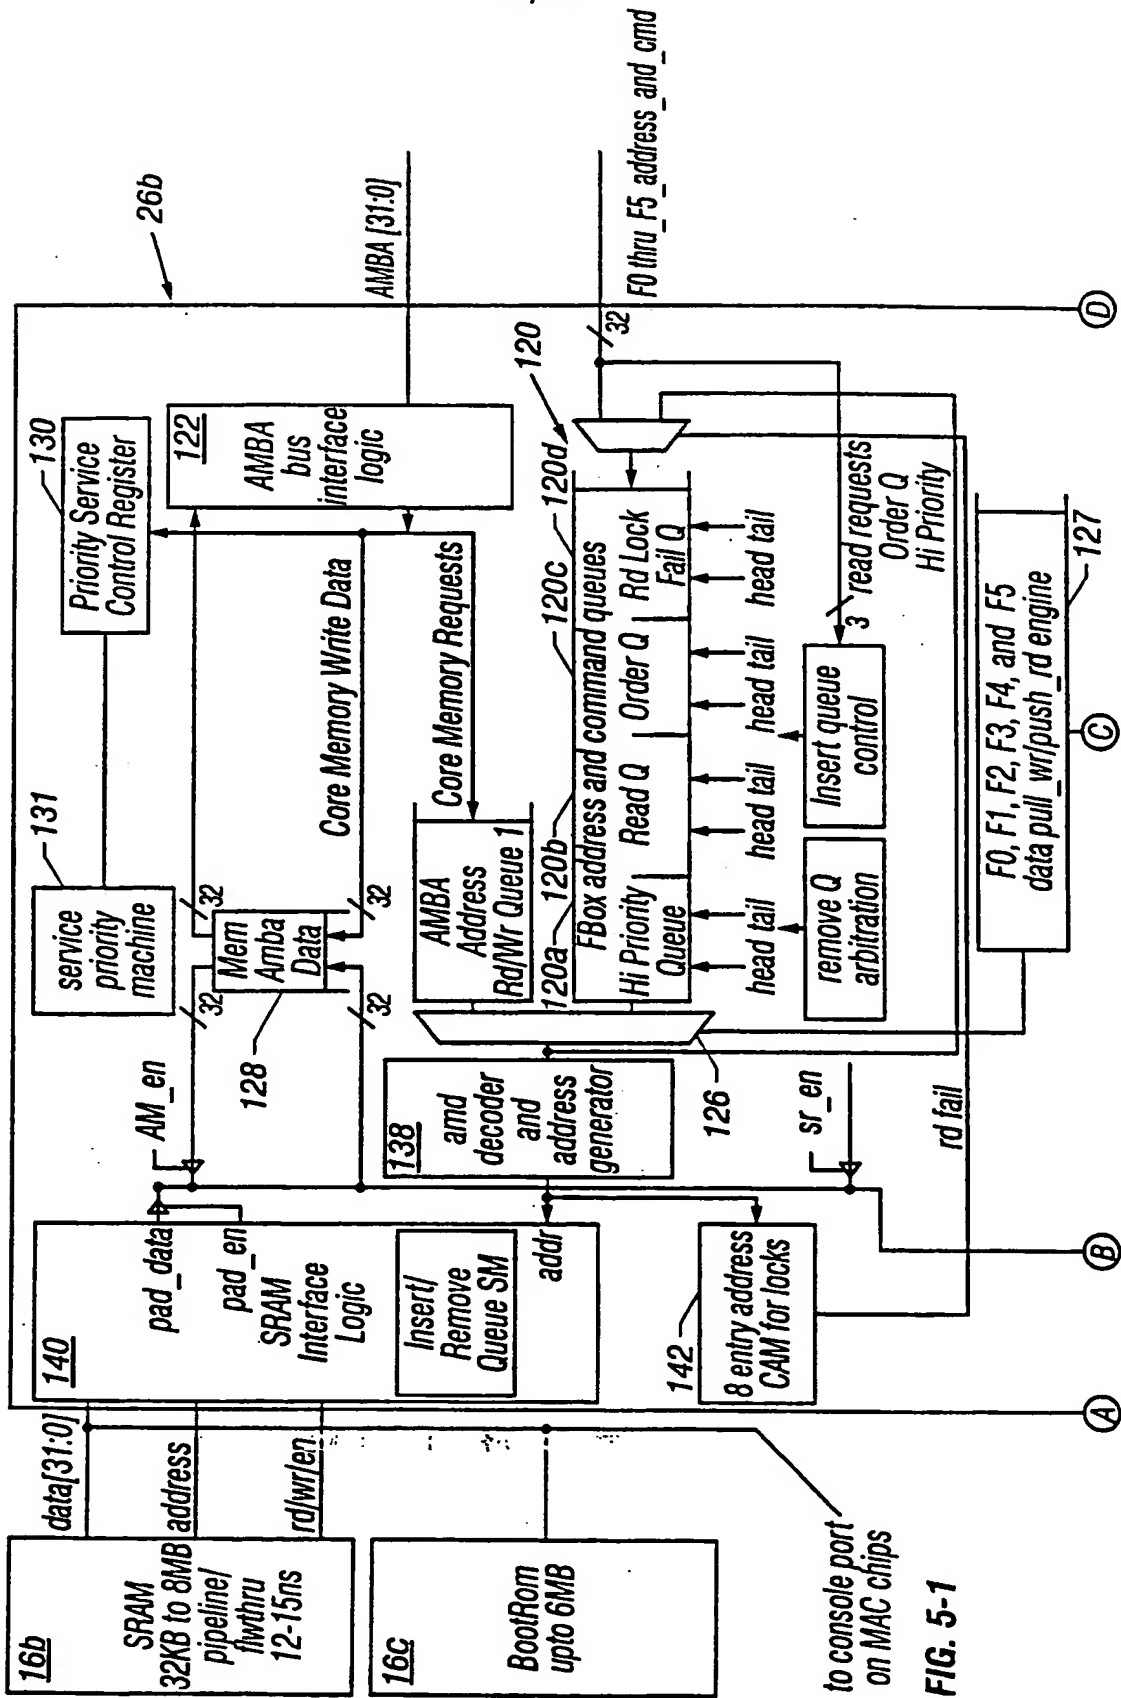 16b
SRAM
32KB to 8MB
pipeline/
flwthru
12-15ns
data[31:0]
address
rd/wr/en
16c
BootRom
upto 6MB
to console port
on MAC chips
FIG. 5-1
140
pad_data
pad_en
SRAM
Interface
Logic
Insert/
Remove
Queue SM
addr
142
8 entry address
CAM for locks
AM_en
128
138
amd
decoder
and
address
generator
126
sr_en
rd fail
131
service
priority
machine
32
32
Mem
Amba
Data
32
32
Core Memory Write Data
Core Memory Requests
AMBA
Address
Rd/Wr Queue 1
130
Priority Service
Control Register
122
AMBA
bus
interface
logic
26b
AMBA [31:0]
120a
120b
120c
120d
120
FBox address and command queues
Hi Priority
Queue
Read Q
Order Q
Rd Lock
Fail Q
head tail
head tail
head tail
head tail
remove Q
arbitration
Insert queue
control
3
read requests
Order Q
Hi Priority
32
F0 thru_F5_address_and_cmd
F0, F1, F2, F3, F4, and F5
data pull_wr/push_rd engine
127
A
B
C
D